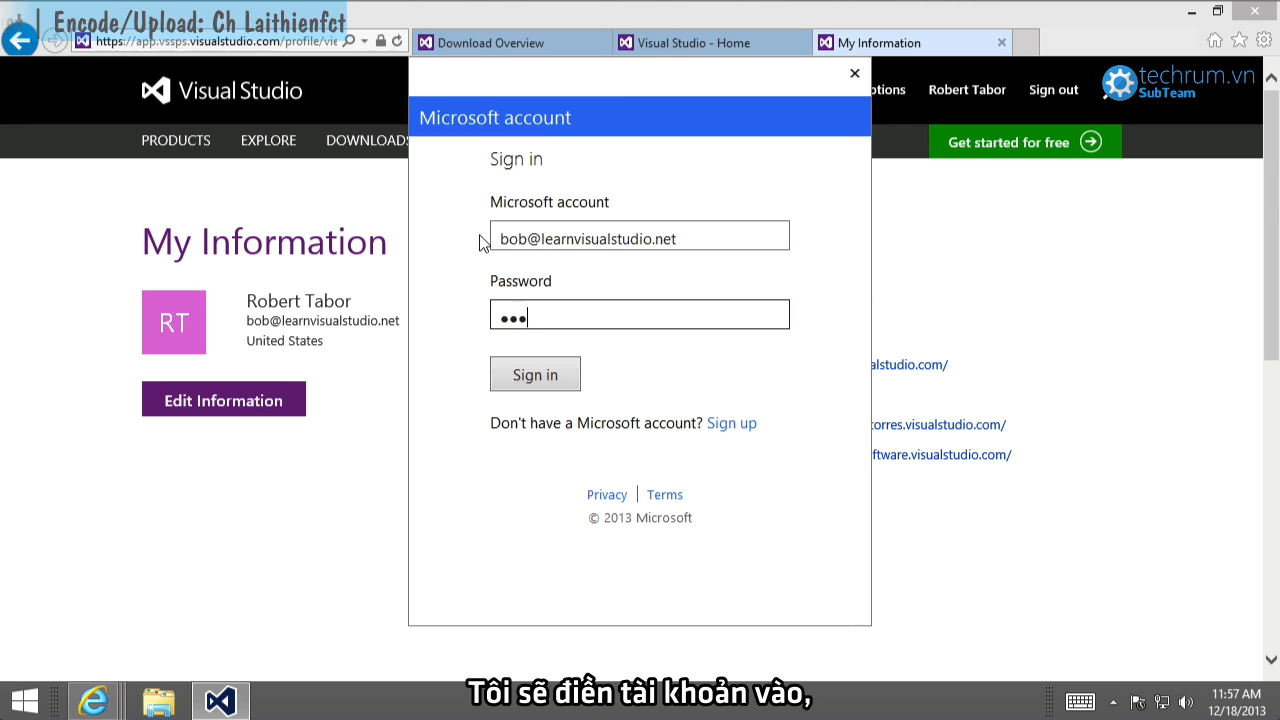 Encode/Upload: Ch Laithienfct
https://app.vssps.visualstudio.com/profile/vie
Download Overview
Visual Studio - Home
My Information
Visual Studio
ptions
Robert Tabor
Sign out
techrum.vn
SubTeam
PRODUCTS
EXPLORE
DOWNLOADS
Get started for free
Microsoft account
Sign in
Microsoft account
bob@learnvisualstudio.net
Password
Sign in
Don't have a Microsoft account? Sign up
Privacy | Terms
© 2013 Microsoft
My Information
RT
Robert Tabor
bob@learnvisualstudio.net
United States
Edit Information
alstudio.com/
torres.visualstudio.com/
ftware.visualstudio.com/
Tôi sẽ điền tài khoản vào,
11:57 AM
12/18/2013